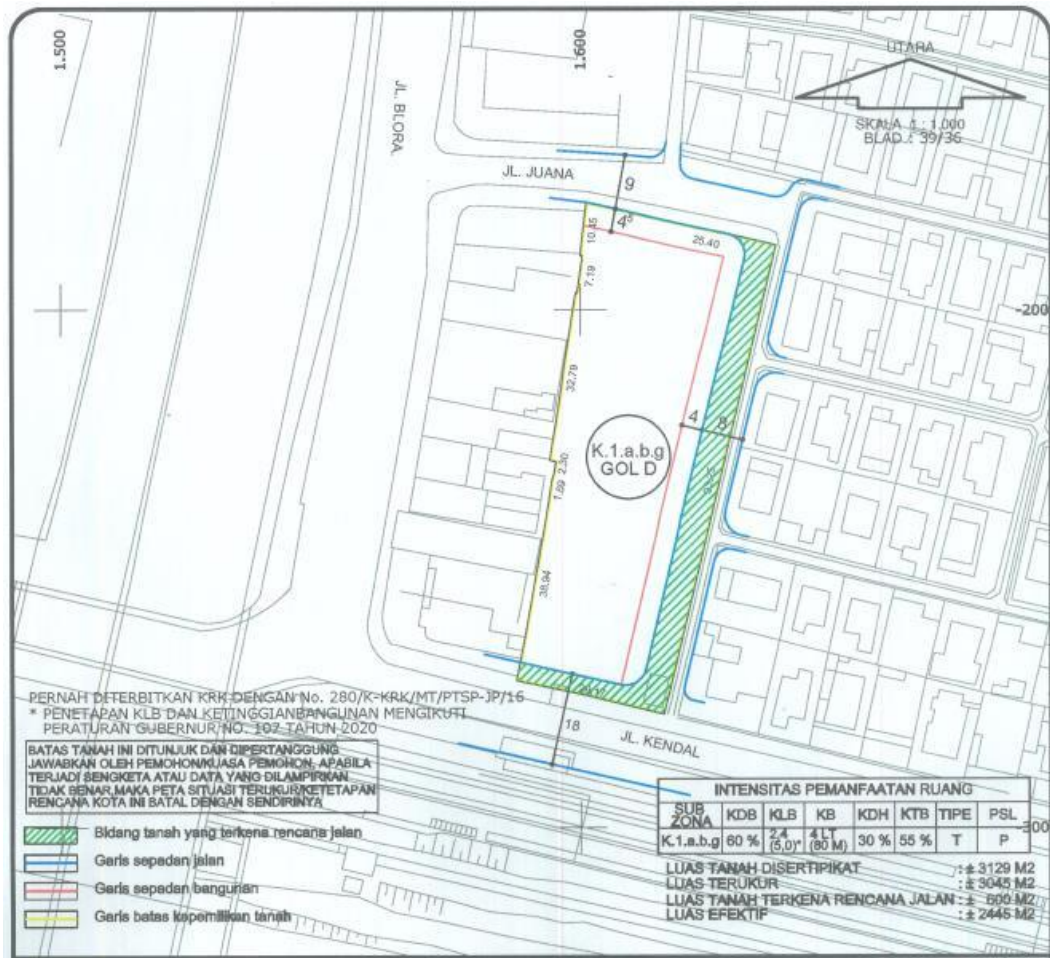 1.500
1.600
UTARA
SKALA 1 : 1.000
BLAD : 39/36
JL. BLORA
JL. JUANA
9
4⁵
10.45
25.40
7.19
-200
32.79
4
8
K.1.a.b.g
GOL D
2.30
1.89
38.94
PERNAH DITERBITKAN KRK DENGAN No. 280/K-KRK/MT/PTSP-JP/16
* PENETAPAN KLB DAN KETINGGIANBANGUNAN MENGIKUTI
PERATURAN GUBERNUR NO. 107 TAHUN 2020
18
JL. KENDAL
BATAS TANAH INI DITUNJUK DAN DIPERTANGGUNG
JAWABKAN OLEH PEMOHON/KUASA PEMOHON, APABILA
TERJADI SENGKETA ATAU DATA YANG DILAMPIRKAN
TIDAK BENAR,MAKA PETA SITUASI TERUKUR/KETETAPAN
RENCANA KOTA INI BATAL DENGAN SENDIRINYA
Bidang tanah yang terkena rencana jalan
Garis sepadan jalan
Garis sepadan bangunan
Garis batas kepemilikan tanah
INTENSITAS PEMANFAATAN RUANG
SUB ZONA KDB KLB KB KDH KTB TIPE PSL
K.1.a.b.g 60 % 2,4 (5,0)* 4 LT (80 M) 30 % 55 % T P
-300
LUAS TANAH DISERTIPIKAT : ± 3129 M2
LUAS TERUKUR : ± 3045 M2
LUAS TANAH TERKENA RENCANA JALAN : ± 600 M2
LUAS EFEKTIF : ± 2445 M2